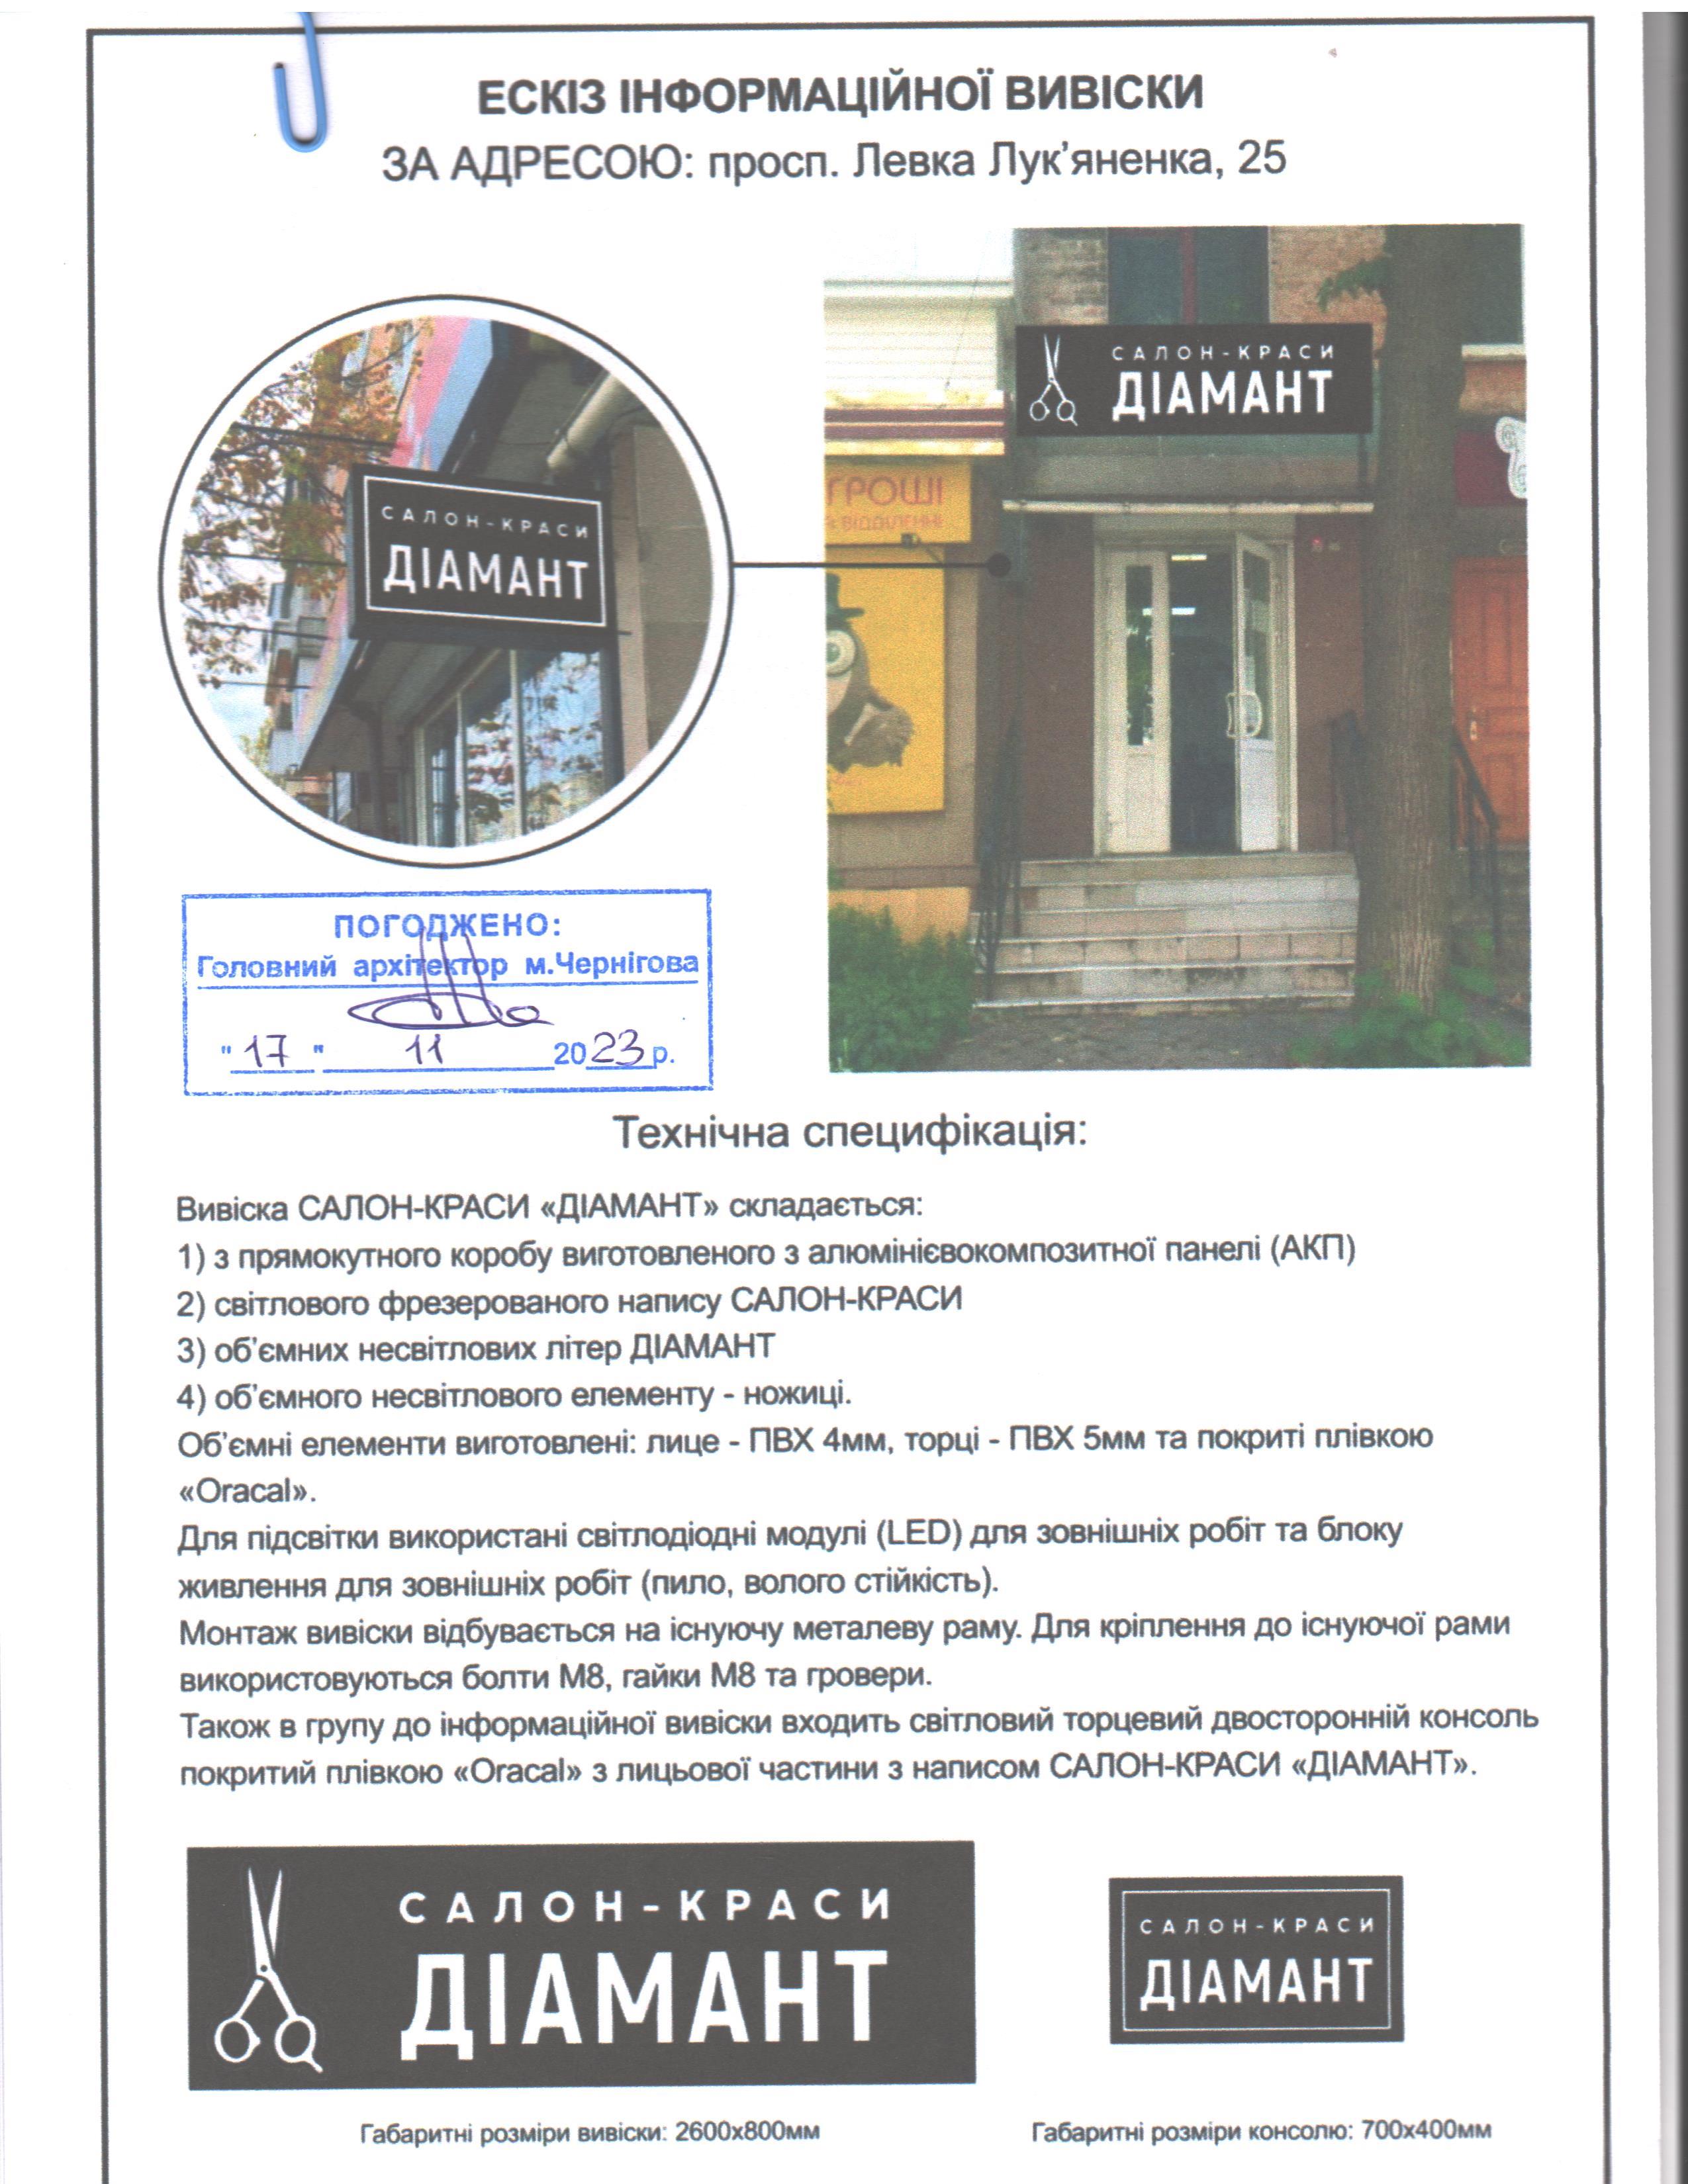 ЕСКІЗ ІНФОРМАЦІЙНОЇ ВИВІСКИ
ЗА АДРЕСОЮ: просп. Левка Лук'яненка, 25
САЛОН-КРАСИ
ДІАМАНТ
САЛОН-КРАСИ
ДІАМАНТ
ГРОШІ
ВІДДІЛЕННІ
ПОГОДЖЕНО:
Головний архітектор м.Чернігова
"17" 11 2023 р.
Технічна специфікація:
Вивіска САЛОН-КРАСИ «ДІАМАНТ» складається:
1) з прямокутного коробу виготовленого з алюмінієвокомпозитної панелі (АКП)
2) світлового фрезерованого напису САЛОН-КРАСИ
3) об'ємних несвітлових літер ДІАМАНТ
4) об'ємного несвітлового елементу - ножиці.
Об'ємні елементи виготовлені: лице - ПВХ 4мм, торці - ПВХ 5мм та покриті плівкою
«Oracal».
Для підсвітки використані світлодіодні модулі (LED) для зовнішніх робіт та блоку
живлення для зовнішніх робіт (пило, волого стійкість).
Монтаж вивіски відбувається на існуючу металеву раму. Для кріплення до існуючої рами
використовуються болти М8, гайки М8 та гровери.
Також в групу до інформаційної вивіски входить світловий торцевий двосторонній консоль
покритий плівкою «Oracal» з лицьової частини з написом САЛОН-КРАСИ «ДІАМАНТ».
САЛОН-КРАСИ
ДІАМАНТ
САЛОН-КРАСИ
ДІАМАНТ
Габаритні розміри вивіски: 2600х800мм
Габаритні розміри консолю: 700х400мм